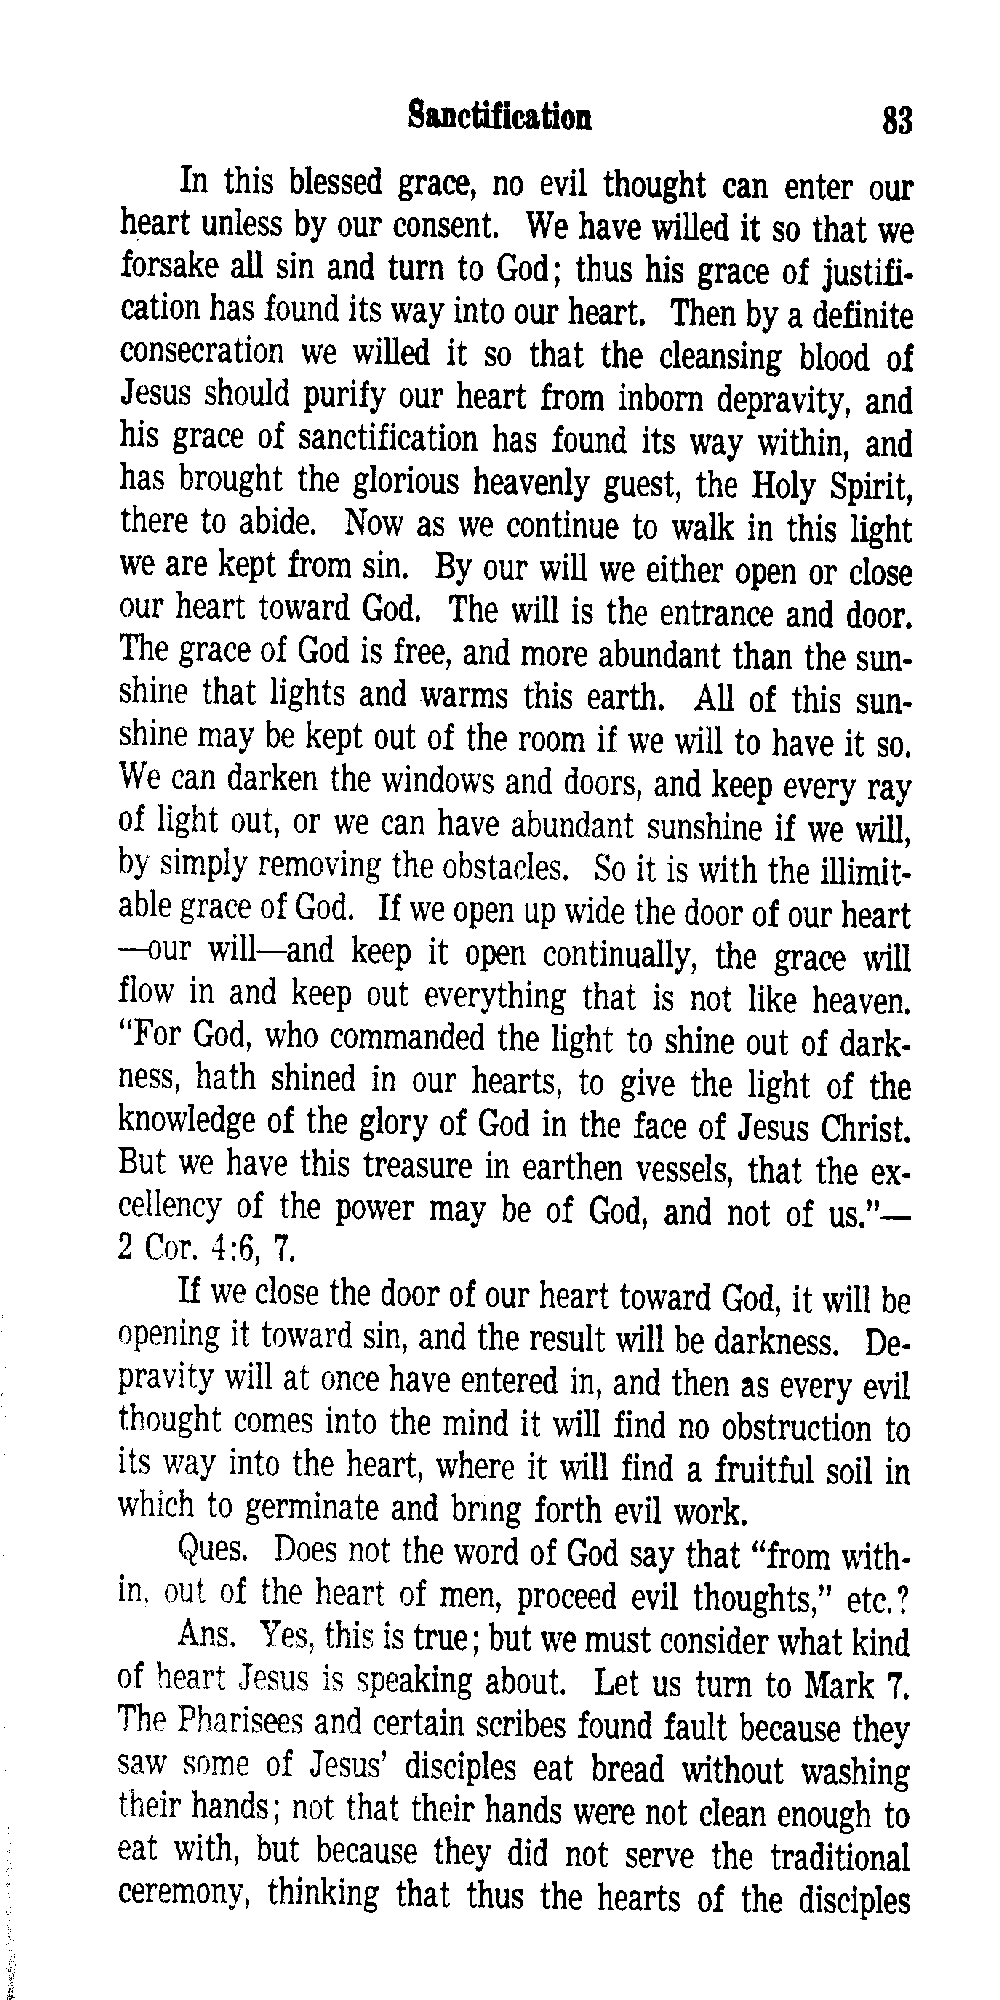 Sanctification 83
In this blessed grace, no evil thought can enter our
heart unless by our consent. We have willed it so that we
forsake all sin and turn to God; thus his grace of justifi-
cation has found its way into our heart. Then by a definite
consecration we willed it so that the cleansing blood of
Jesus should purify our heart from inborn depravity, and
his grace of sanctification has found its way within, and
has brought the glorious heavenly guest, the Holy Spirit,
there to abide. Now as we continue to walk in this light
we are kept from sin. By our will we either open or close
our heart toward God. The will is the entrance and door.
The grace of God is free, and more abundant than the sun-
shine that lights and warms this earth. All of this sun-
shine may be kept out of the room if we will to have it so.
We can darken the windows and doors, and keep every ray
of light out, or we can have abundant sunshine if we will,
by simply removing the obstacles. So it is with the illimit-
able grace of God. If we open up wide the door of our heart
—our will—and keep it open continually, the grace will
flow in and keep out everything that is not like heaven.
“For God, who commanded the light to shine out of dark-
ness, hath shined in our hearts, to give the light of the
knowledge of the glory of God in the face of Jesus Christ.
But we have this treasure in earthen vessels, that the ex-
cellency of the power may be of God, and not of us.”—
2 Cor. 4:6, 7.
If we close the door of our heart toward God, it will be
opening it toward sin, and the result will be darkness. De-
pravity will at once have entered in, and then as every evil
thought comes into the mind it will find no obstruction to
its way into the heart, where it will find a fruitful soil in
which to germinate and bring forth evil work.
Ques. Does not the word of God say that “from with-
in, out of the heart of men, proceed evil thoughts,” etc.?
Ans. Yes, this is true; but we must consider what kind
of heart Jesus is speaking about. Let us turn to Mark 7.
The Pharisees and certain scribes found fault because they
saw some of Jesus’ disciples eat bread without washing
their hands; not that their hands were not clean enough to
eat with, but because they did not serve the traditional
ceremony, thinking that thus the hearts of the disciples